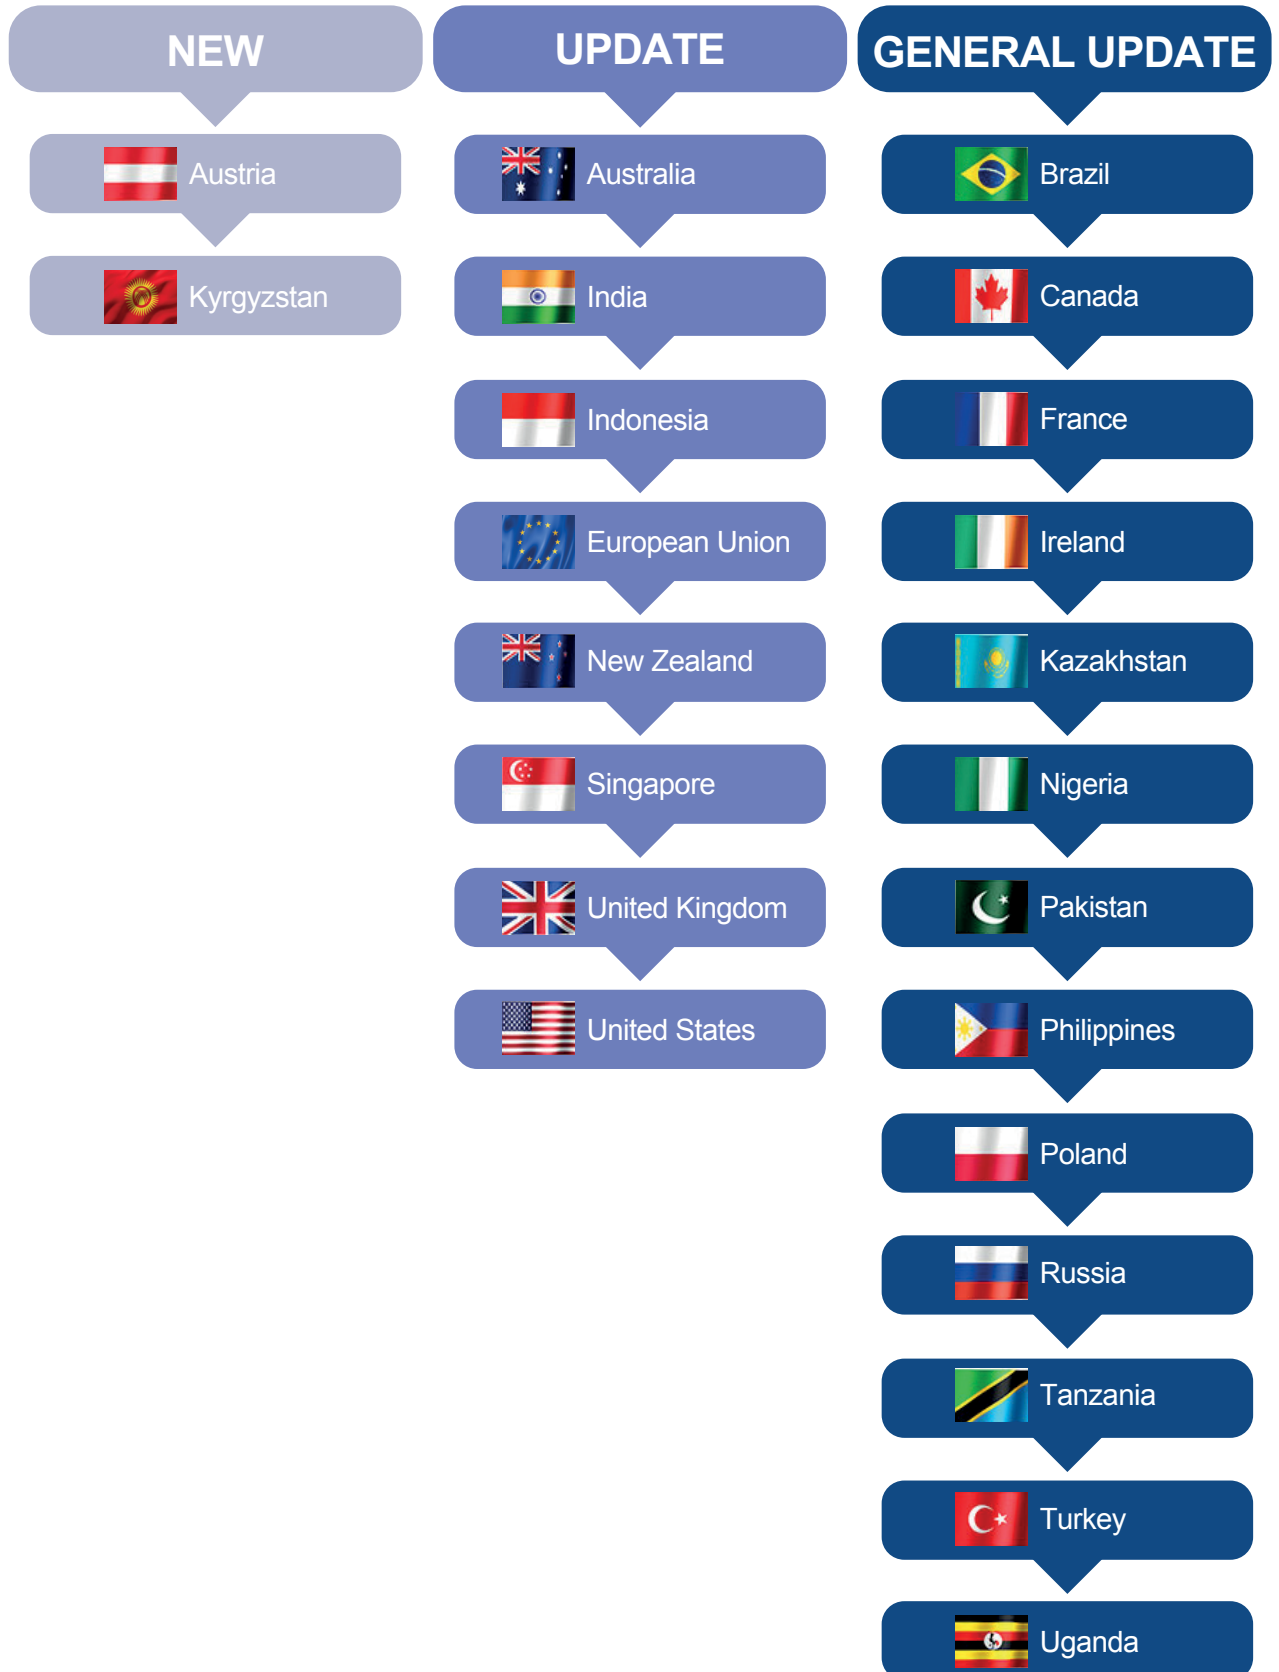 NEW
Austria
Kyrgyzstan
UPDATE
Australia
India
Indonesia
European Union
New Zealand
Singapore
United Kingdom
United States
GENERAL UPDATE
Brazil
Canada
France
Ireland
Kazakhstan
Nigeria
Pakistan
Philippines
Poland
Russia
Tanzania
Turkey
Uganda